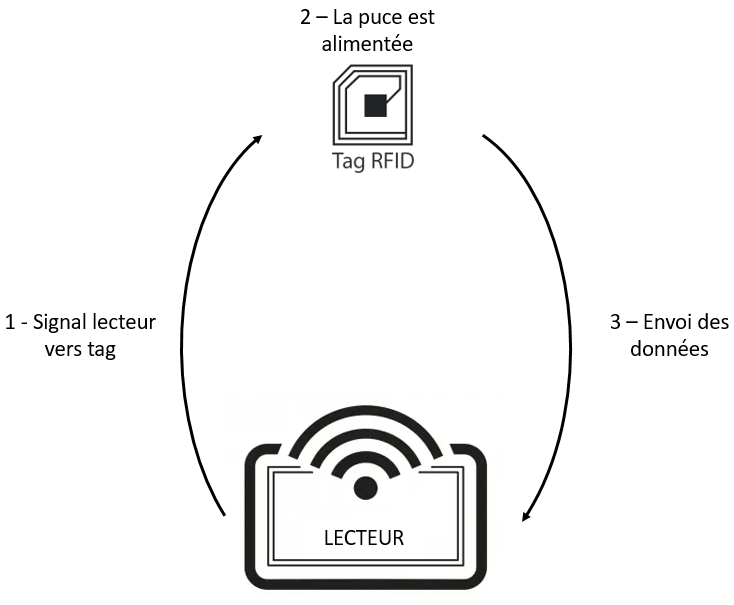 2 – La puce est
alimentée
Tag RFID
1 - Signal lecteur
vers tag
3 – Envoi des
données
LECTEUR